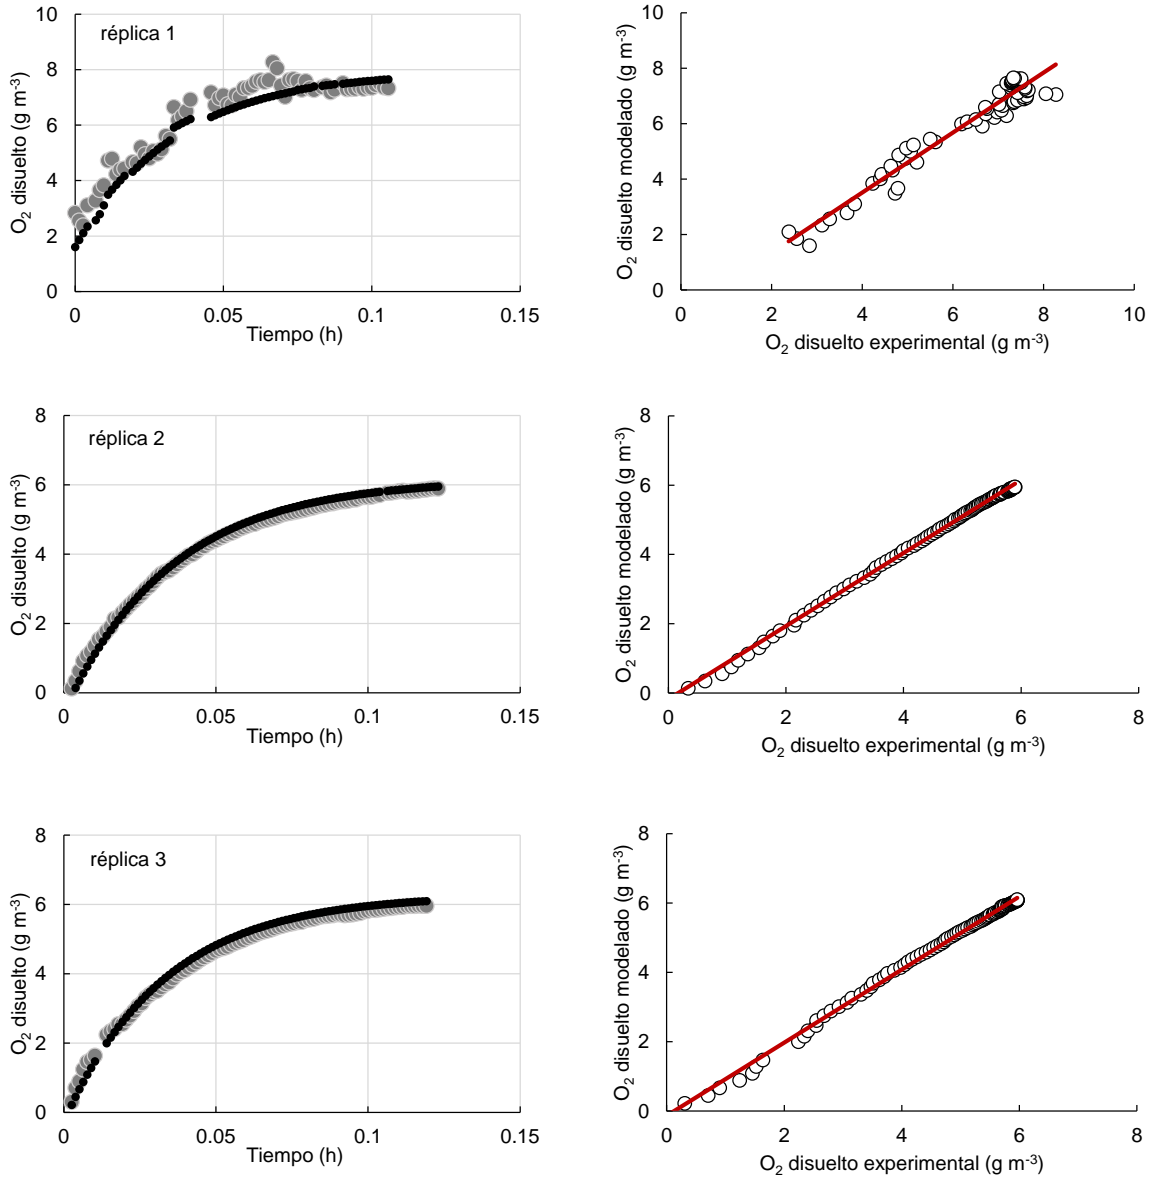 réplica 1
O2 disuelto (g m-3)
10
8
6
4
2
0
0 0.05 0.1 0.15
Tiempo (h)
O2 disuelto modelado (g m-3)
10
8
6
4
2
0
0 2 4 6 8 10
O2 disuelto experimental (g m-3)
réplica 2
O2 disuelto (g m-3)
8
6
4
2
0
0 0.05 0.1 0.15
Tiempo (h)
O2 disuelto modelado (g m-3)
8
6
4
2
0
0 2 4 6 8
O2 disuelto experimental (g m-3)
réplica 3
O2 disuelto (g m-3)
8
6
4
2
0
0 0.05 0.1 0.15
Tiempo (h)
O2 disuelto modelado (g m-3)
8
6
4
2
0
0 2 4 6 8
O2 disuelto experimental (g m-3)